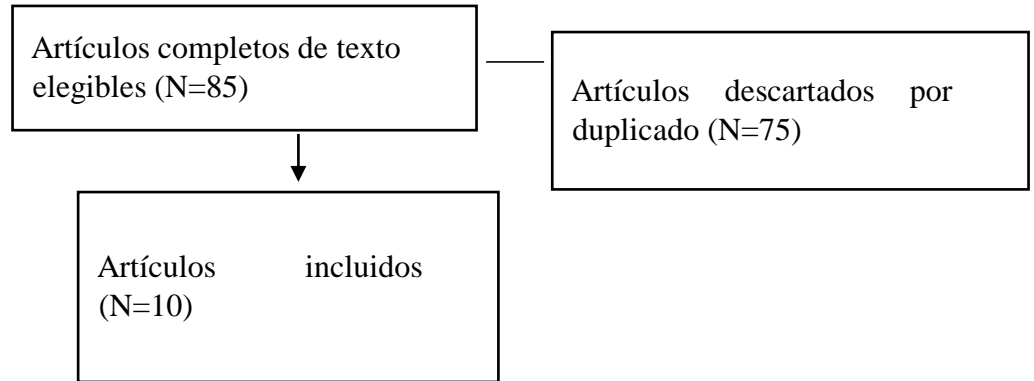 Artículos completos de texto
elegibles (N=85)
Artículos descartados por
duplicado (N=75)
Artículos incluidos
(N=10)